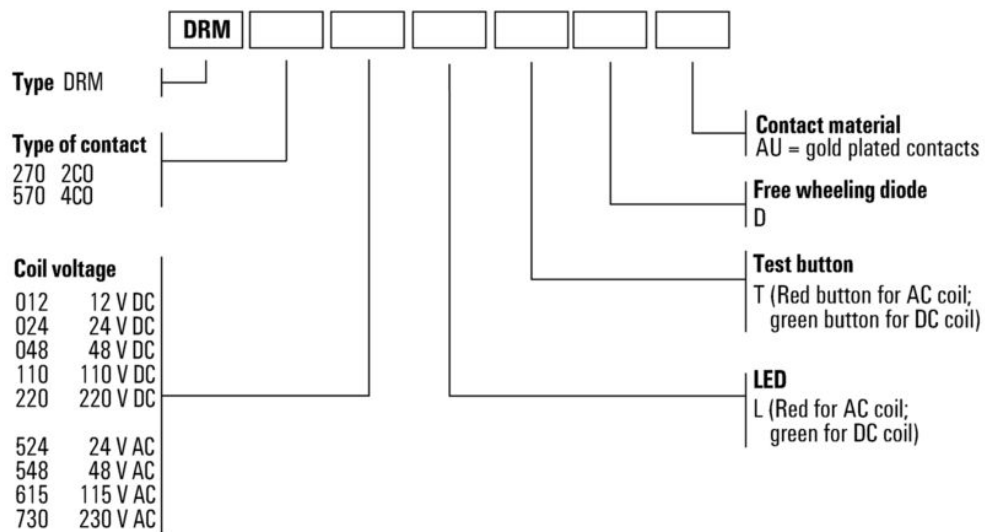 DRM
Type DRM
Type of contact
270 2CO
570 4CO
Coil voltage
012 12 V DC
024 24 V DC
048 48 V DC
110 110 V DC
220 220 V DC
524 24 V AC
548 48 V AC
615 115 V AC
730 230 V AC
Contact material
AU = gold plated contacts
Free wheeling diode
D
Test button
T (Red button for AC coil;
green button for DC coil)
LED
L (Red for AC coil;
green for DC coil)